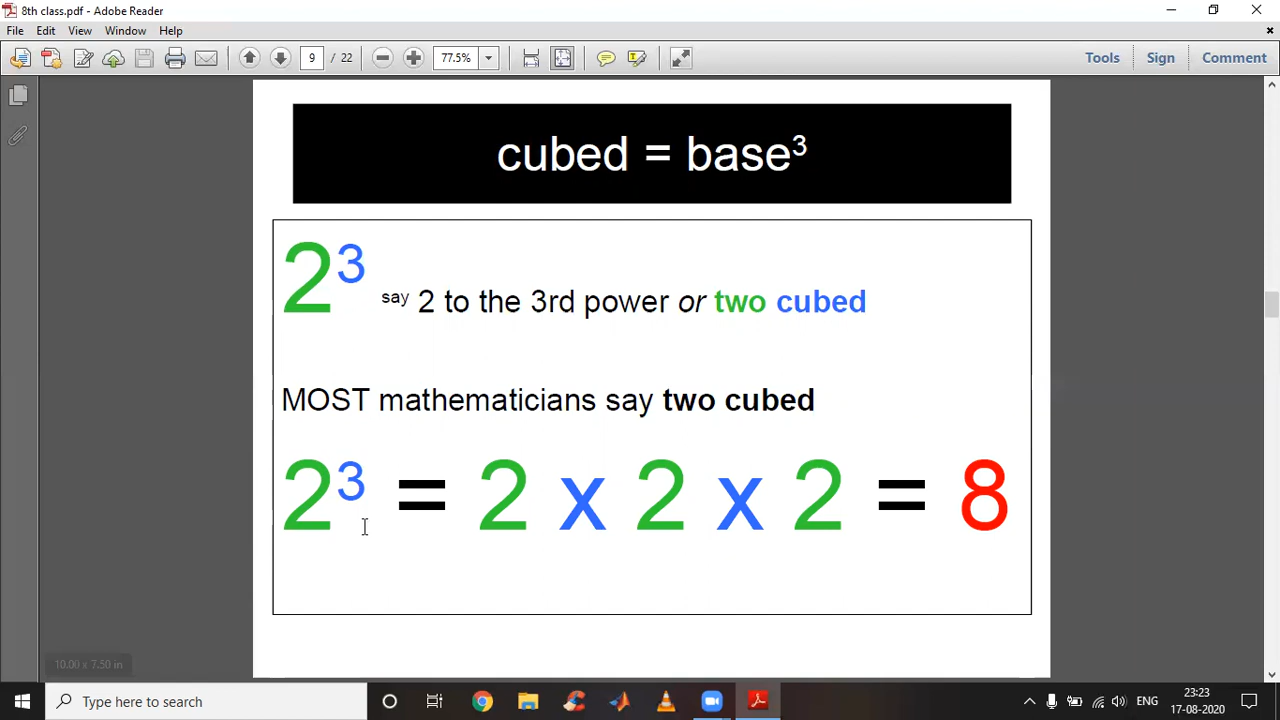 8th class.pdf - Adobe Reader
File Edit View Window Help
9 / 22 77.5% Tools Sign Comment
cubed = base³
2³ say 2 to the 3rd power or two cubed
MOST mathematicians say two cubed
2³ = 2 x 2 x 2 = 8
10.00 x 7.50 in
Type here to search
ENG
23:23
17-08-2020